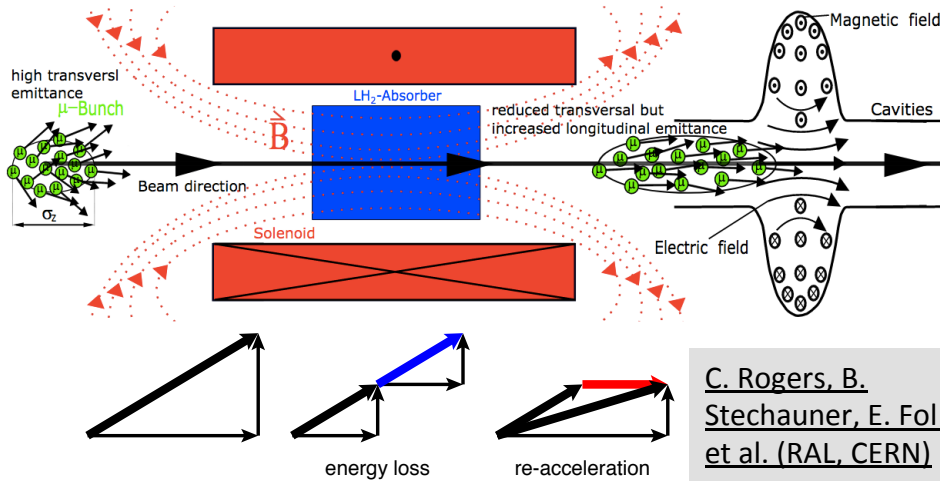 Magnetic field
high transversl
emittance
μ-Bunch
LH2-Absorber
B
reduced transversal but
increased longitudinal emittance
Cavities
μ μ μ μ μ μ μ μ μ μ μ μ
μ μ μ μ μ μ μ μ μ μ μ μ
Beam direction
σz
Solenoid
Electric field
energy loss
re-acceleration
C. Rogers, B.
Stechauner, E. Fol
et al. (RAL, CERN)